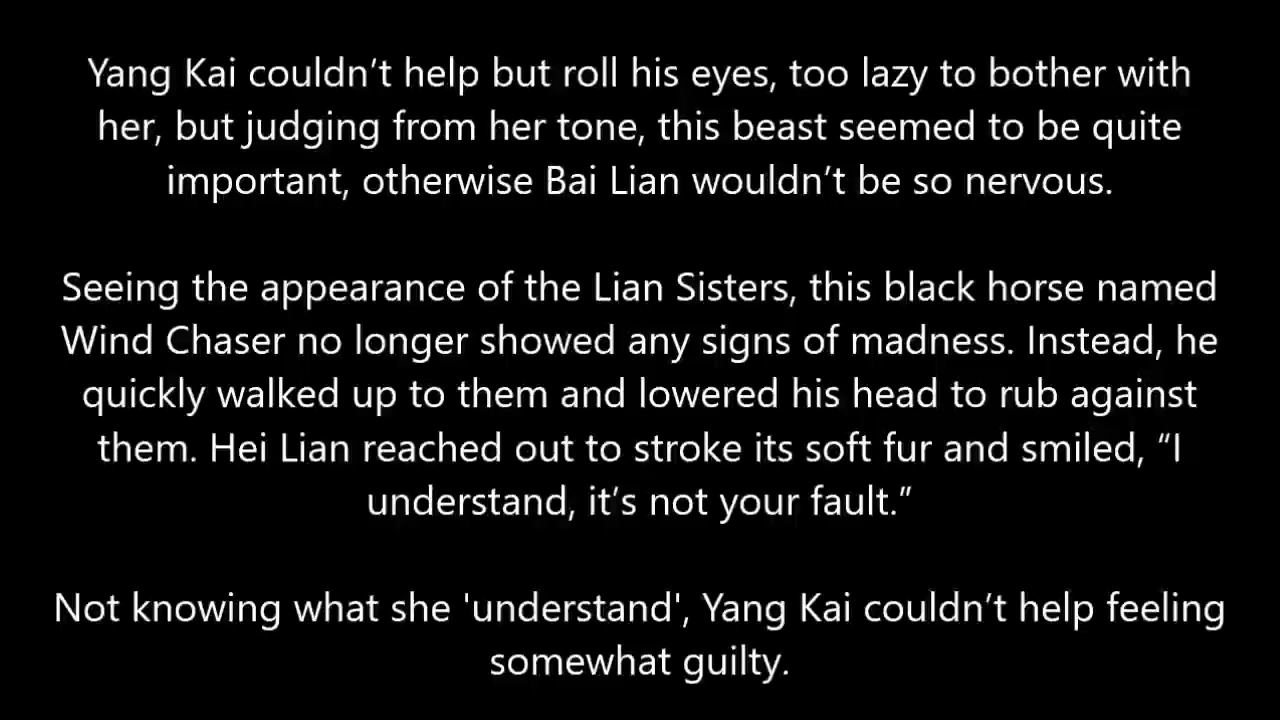 Yang Kai couldn’t help but roll his eyes, too lazy to bother with
her, but judging from her tone, this beast seemed to be quite
important, otherwise Bai Lian wouldn’t be so nervous.
Seeing the appearance of the Lian Sisters, this black horse named
Wind Chaser no longer showed any signs of madness. Instead, he
quickly walked up to them and lowered his head to rub against
them. Hei Lian reached out to stroke its soft fur and smiled, “I
understand, it’s not your fault.”
Not knowing what she 'understand', Yang Kai couldn’t help feeling
somewhat guilty.